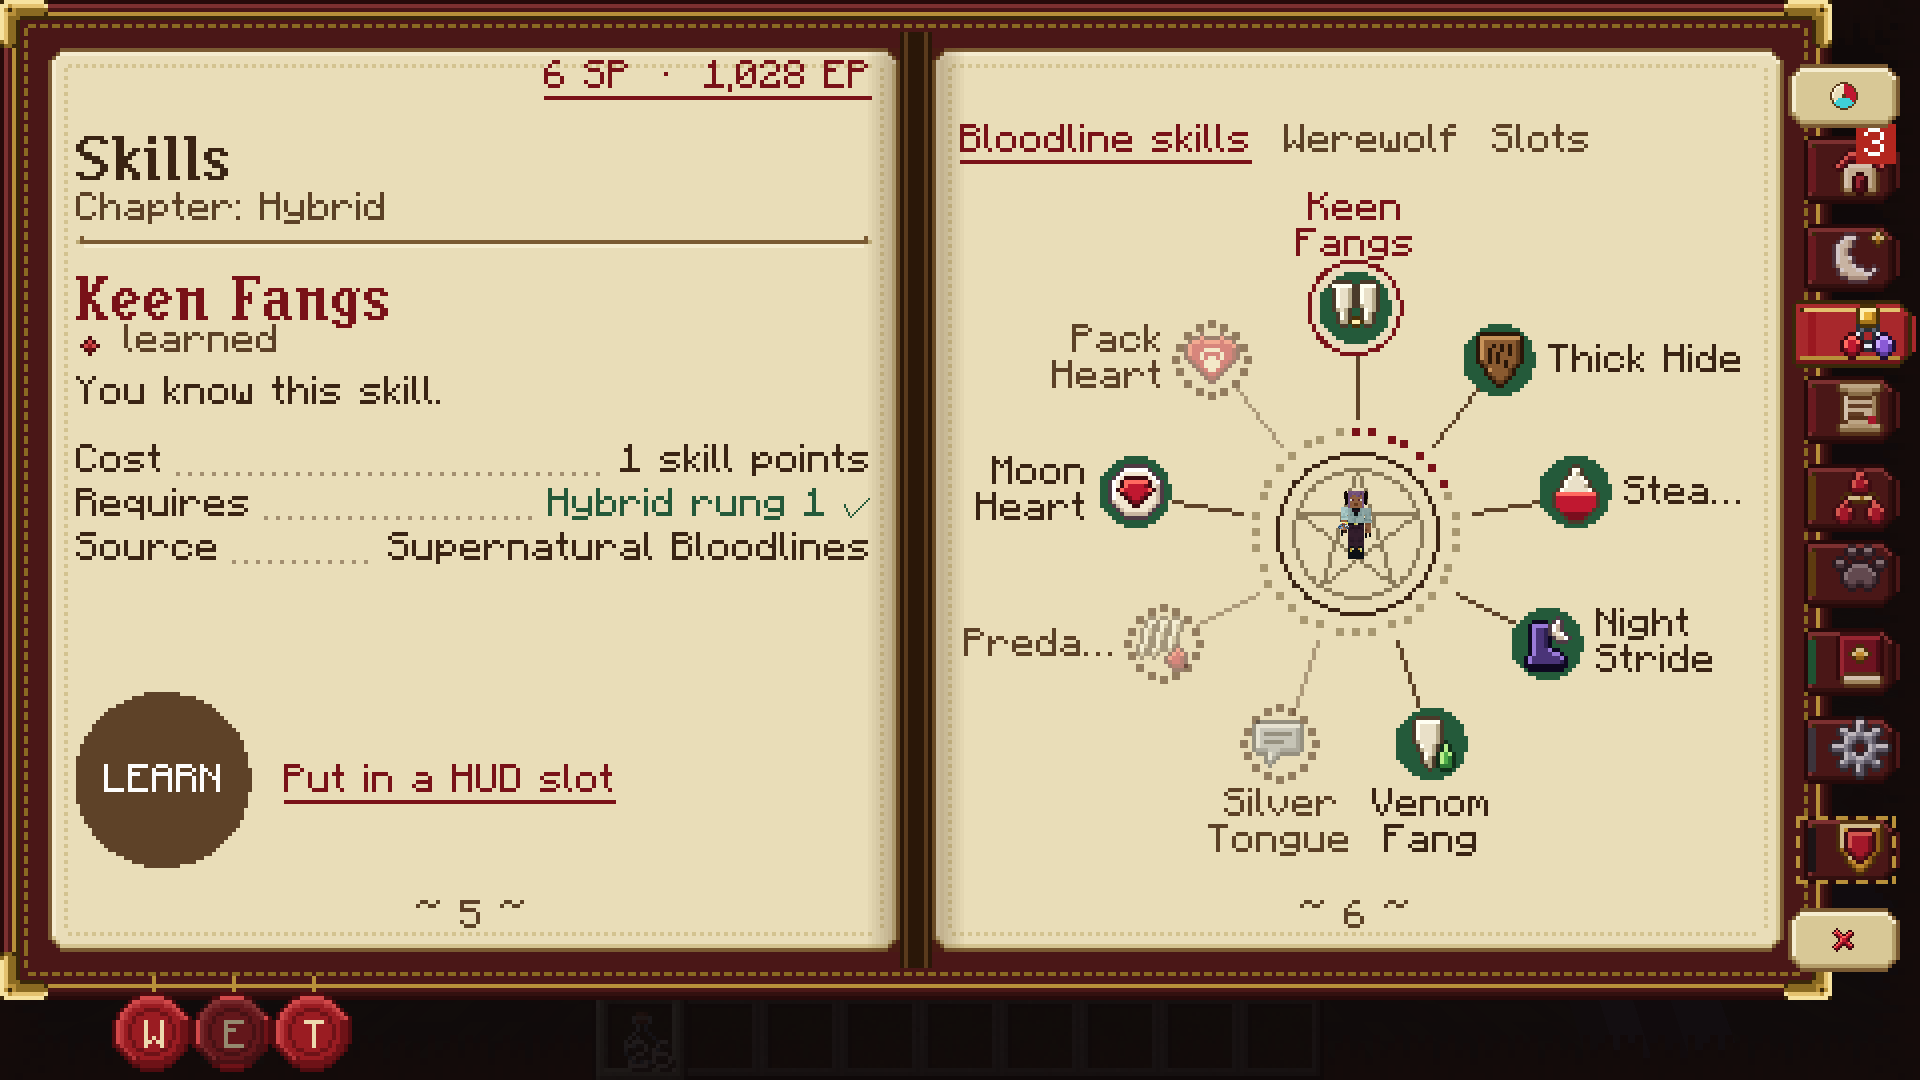 6 SP · 1,028 EP
Skills
Chapter: Hybrid
Keen Fangs
learned
You know this skill.
Cost 1 skill points
Requires Hybrid rung 1 ✓
Source Supernatural Bloodlines
LEARN
Put in a HUD slot
~ 5 ~
Bloodline skills Werewolf Slots
Keen
Fangs
Pack
Heart
Thick Hide
Moon
Heart
Stea...
Preda...
Night
Stride
Silver
Tongue
Venom
Fang
~ 6 ~
3
W E T
26